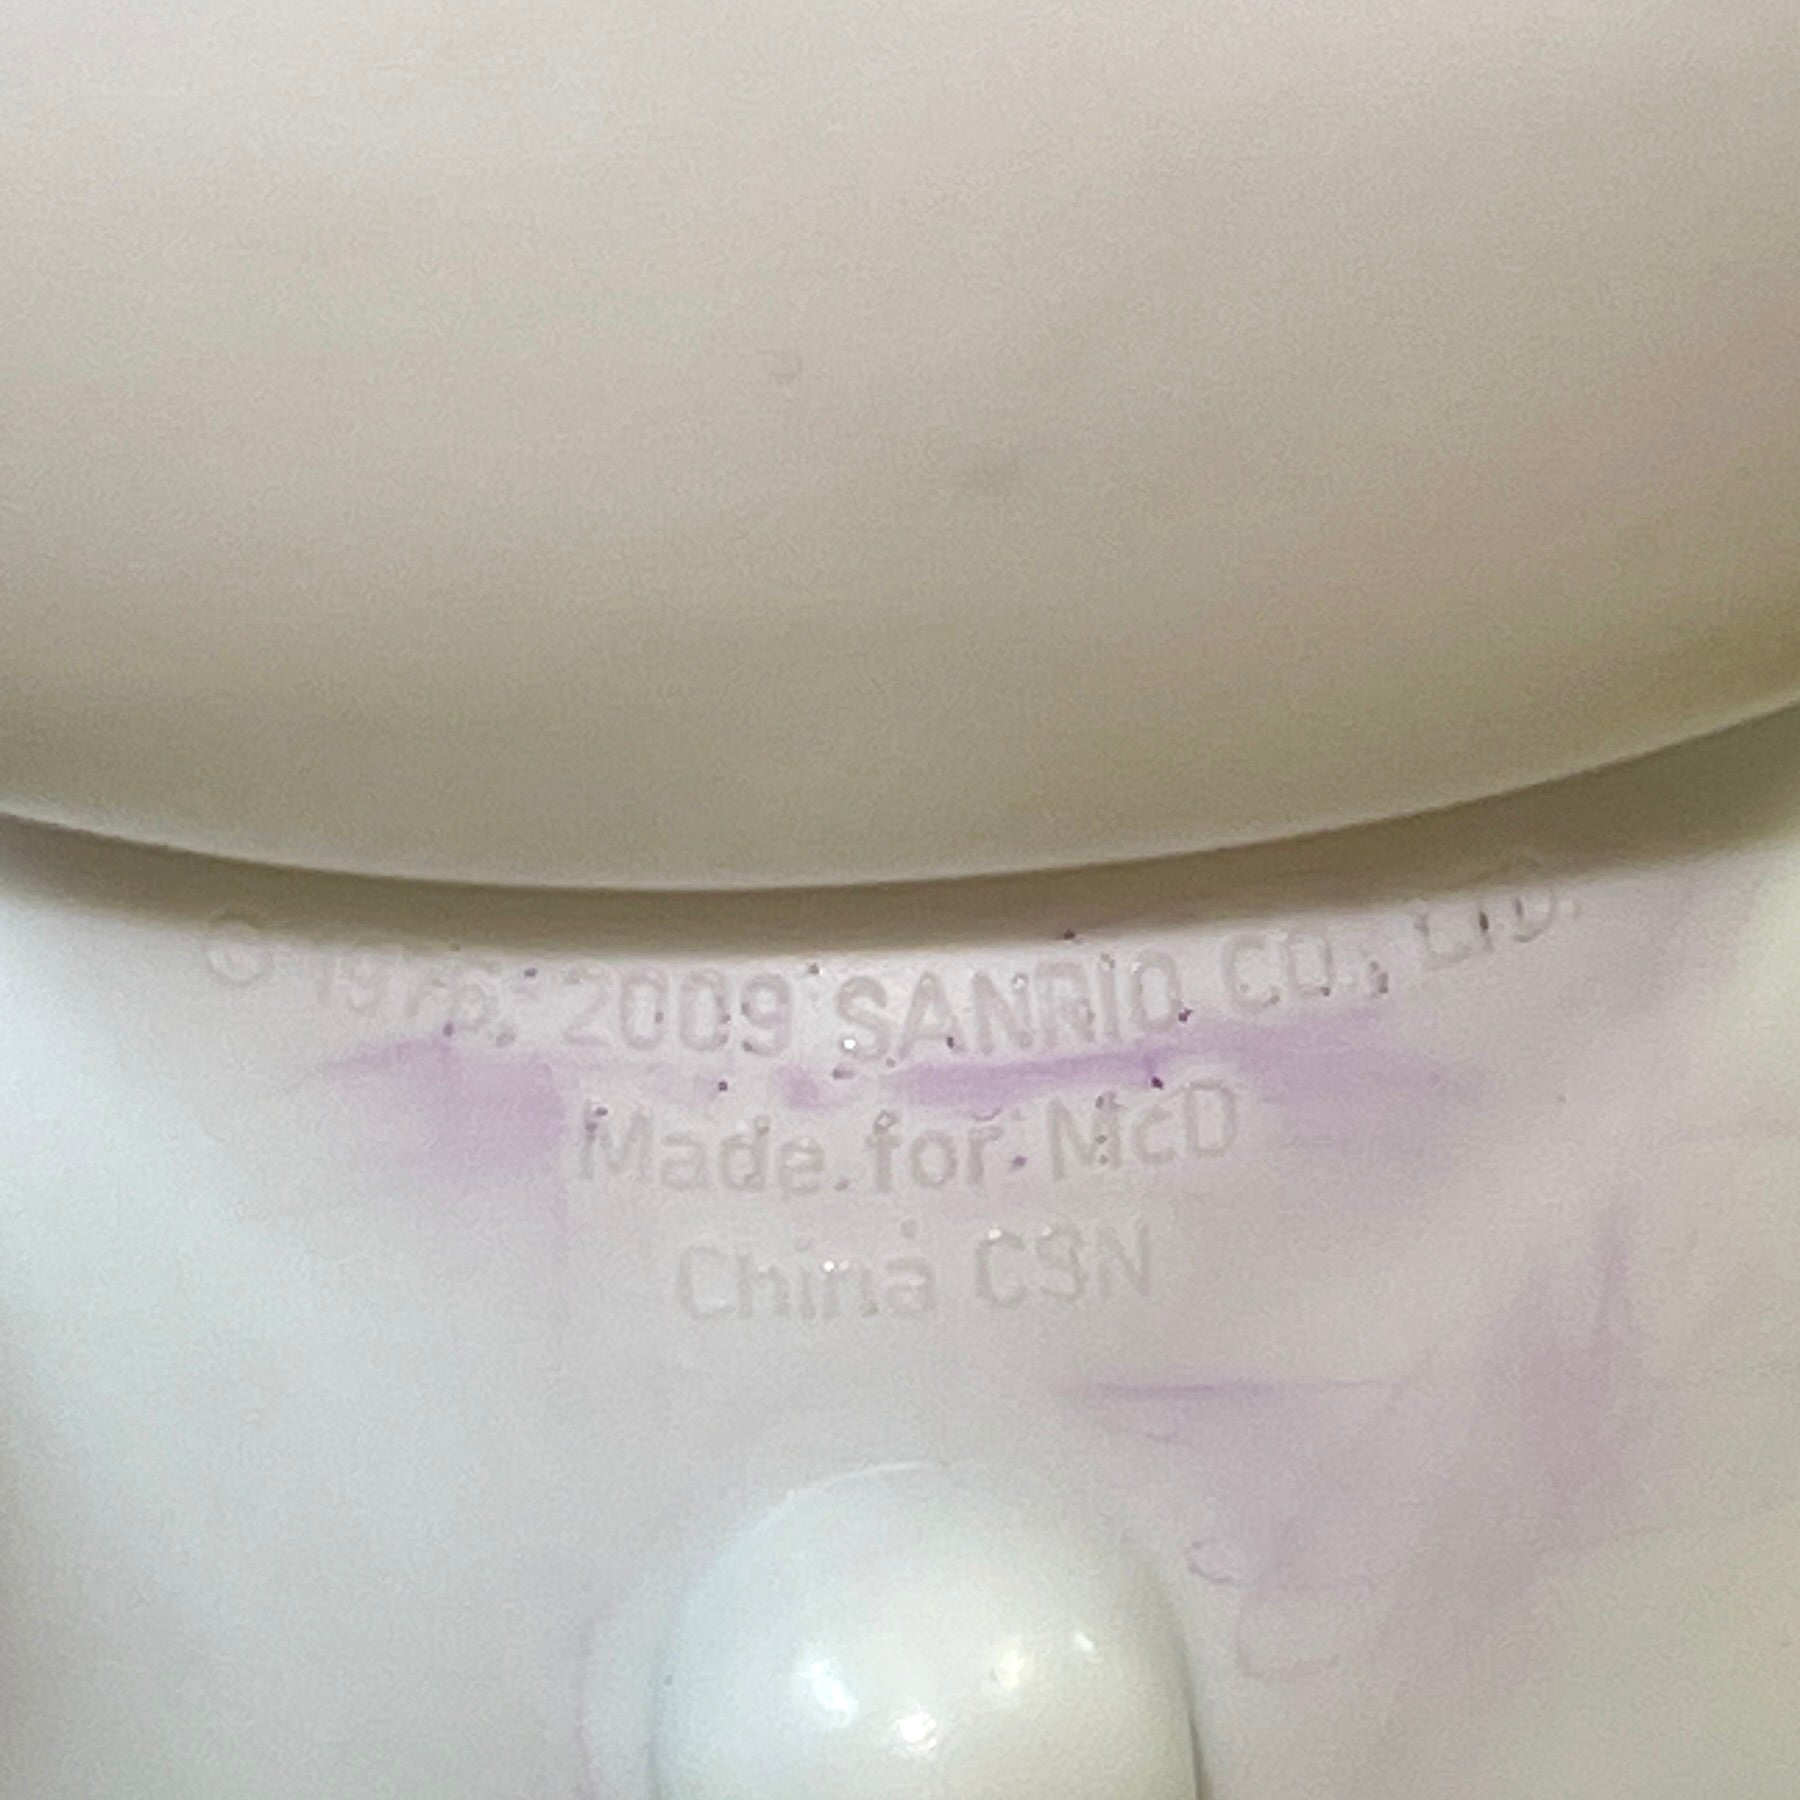 © 1976, 2009 SANRIO CO., LTD.
Made for McD
China C3N